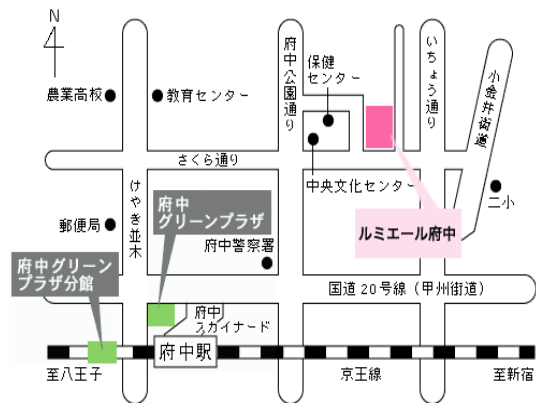 N
農業高校
教育センター
府中公園通り
保健
センター
いちょう通り
小金井街道
さくら通り
中央文化センター
二小
けやき並木
府中
グリーンプラザ
ルミエール府中
郵便局
府中警察署
府中グリーン
プラザ分館
国道20号線（甲州街道）
府中
スカイナード
府中駅
至八王子
京王線
至新宿